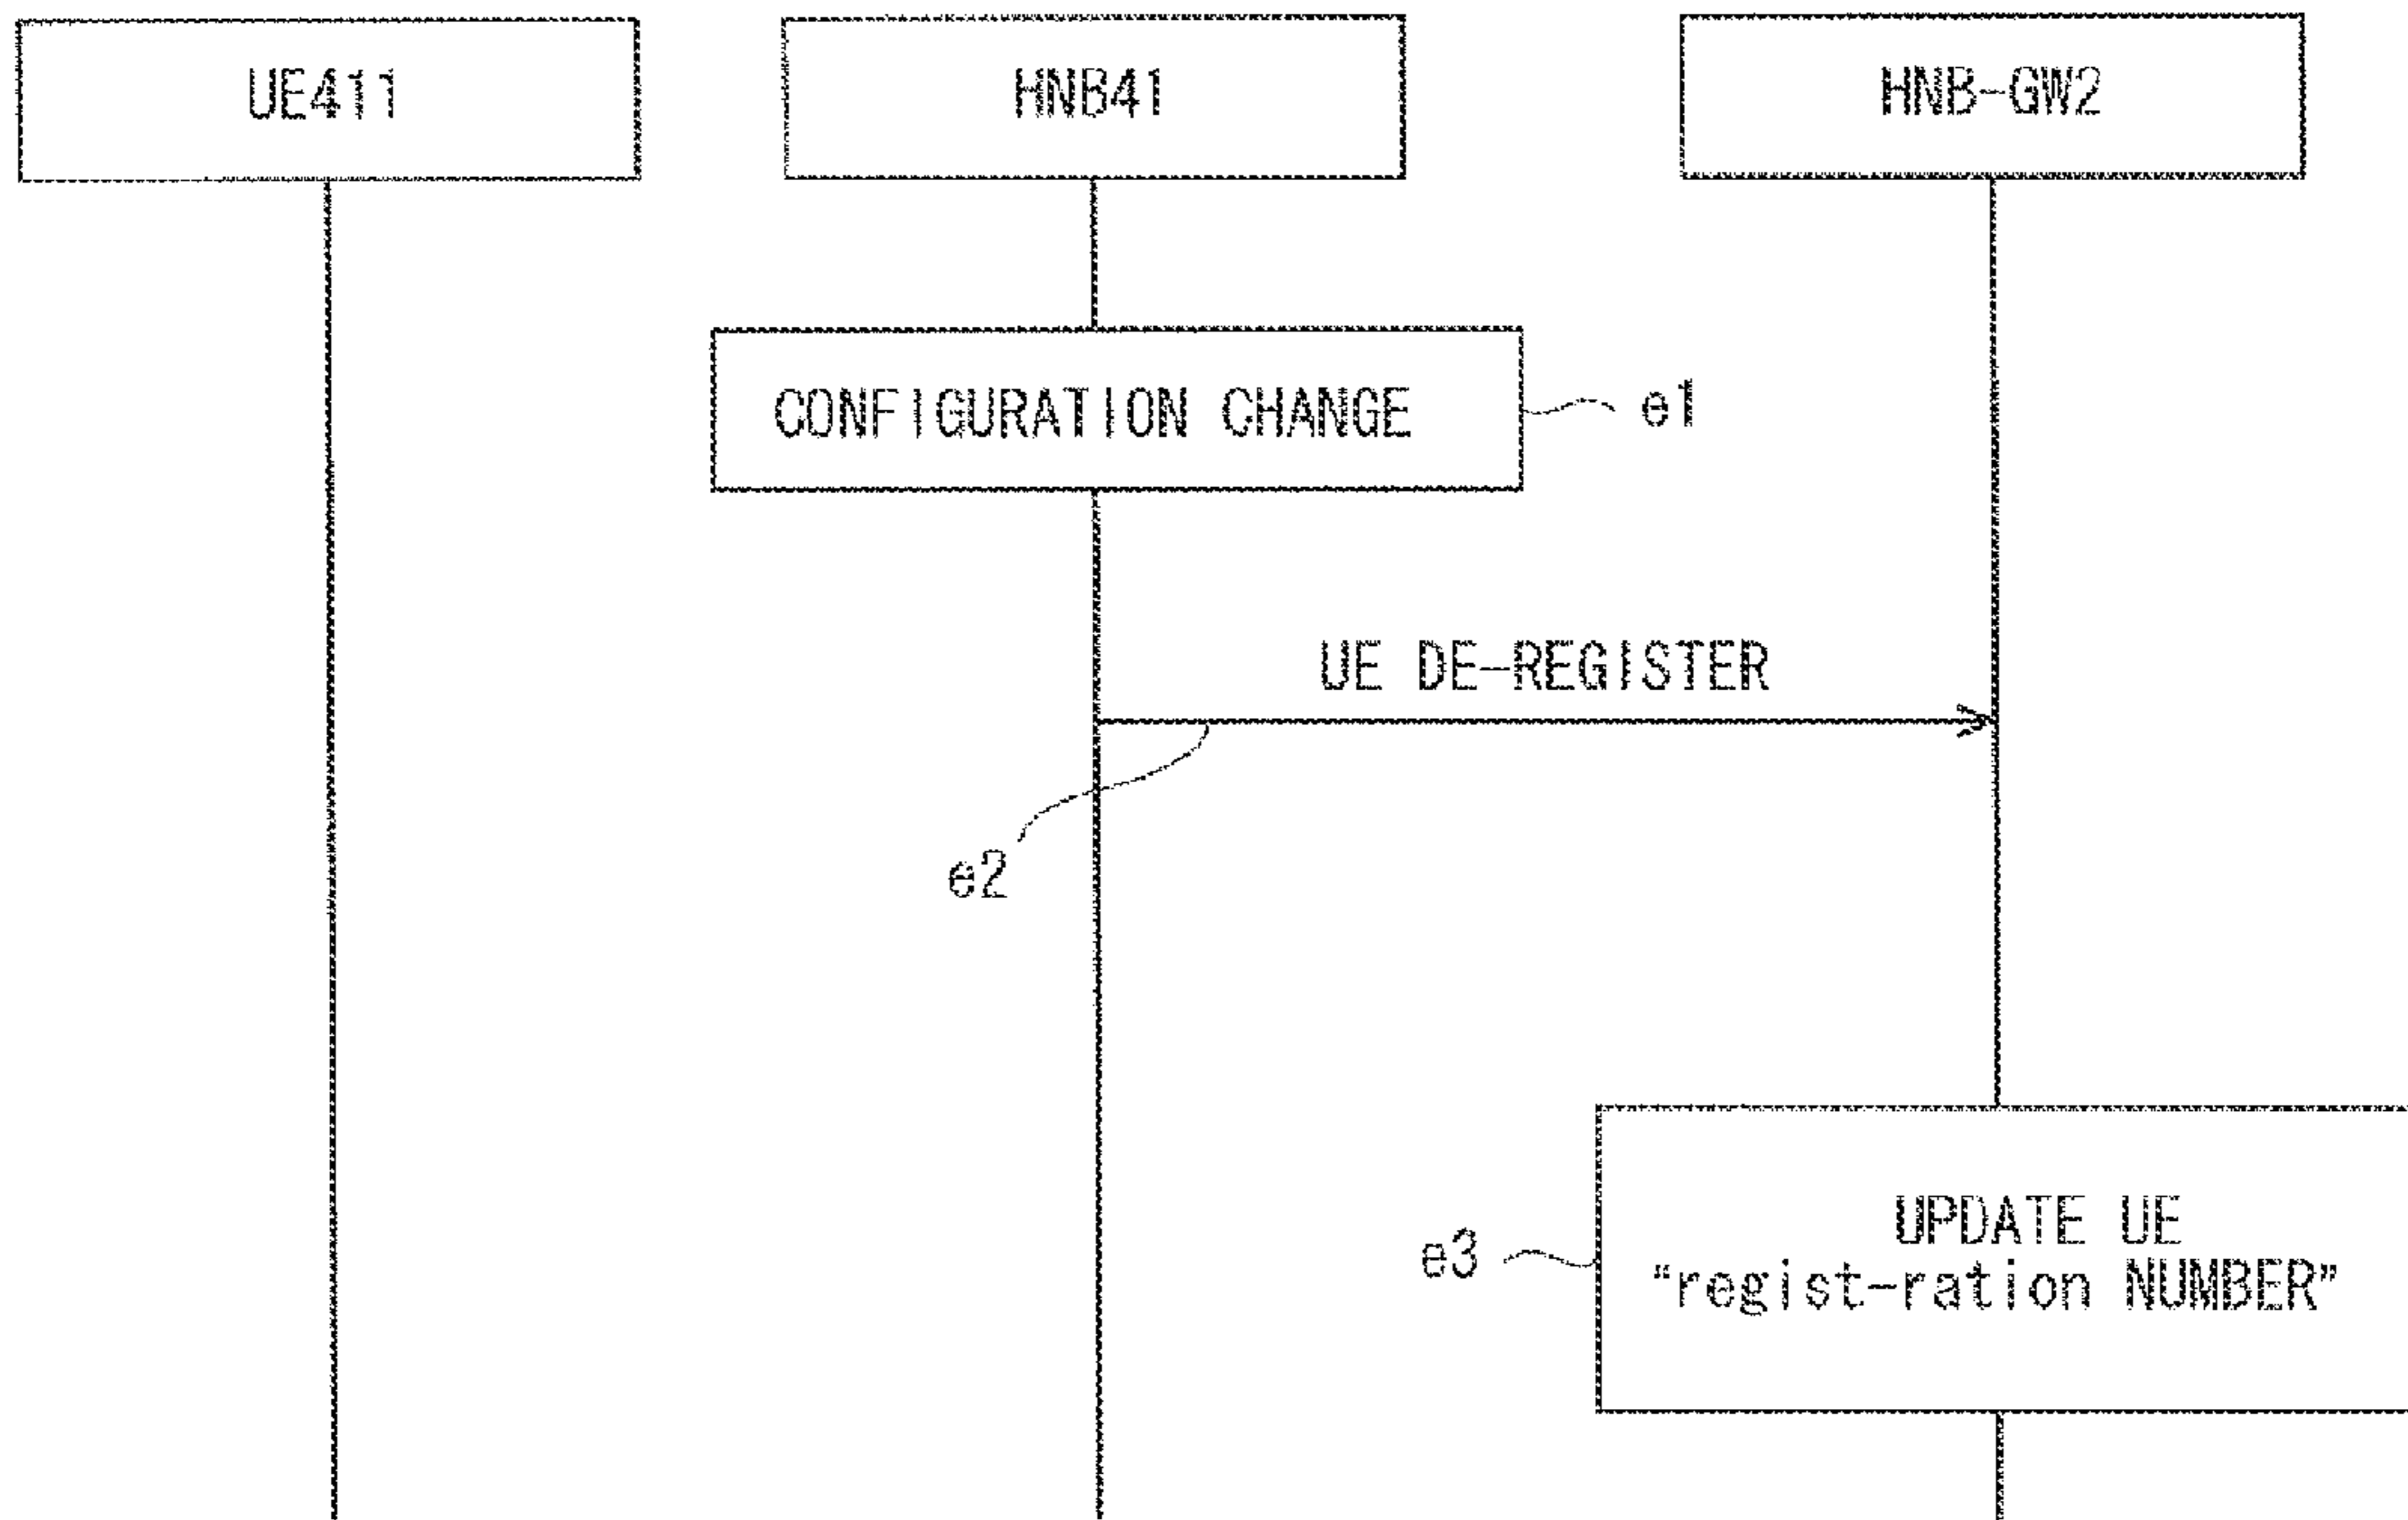 UE411
HNB41
HNB-GW2
CONFIGURATION CHANGE
e1
UE DE-REGISTER
e2
UPDATE UE
e3
"regist-ration NUMBER"